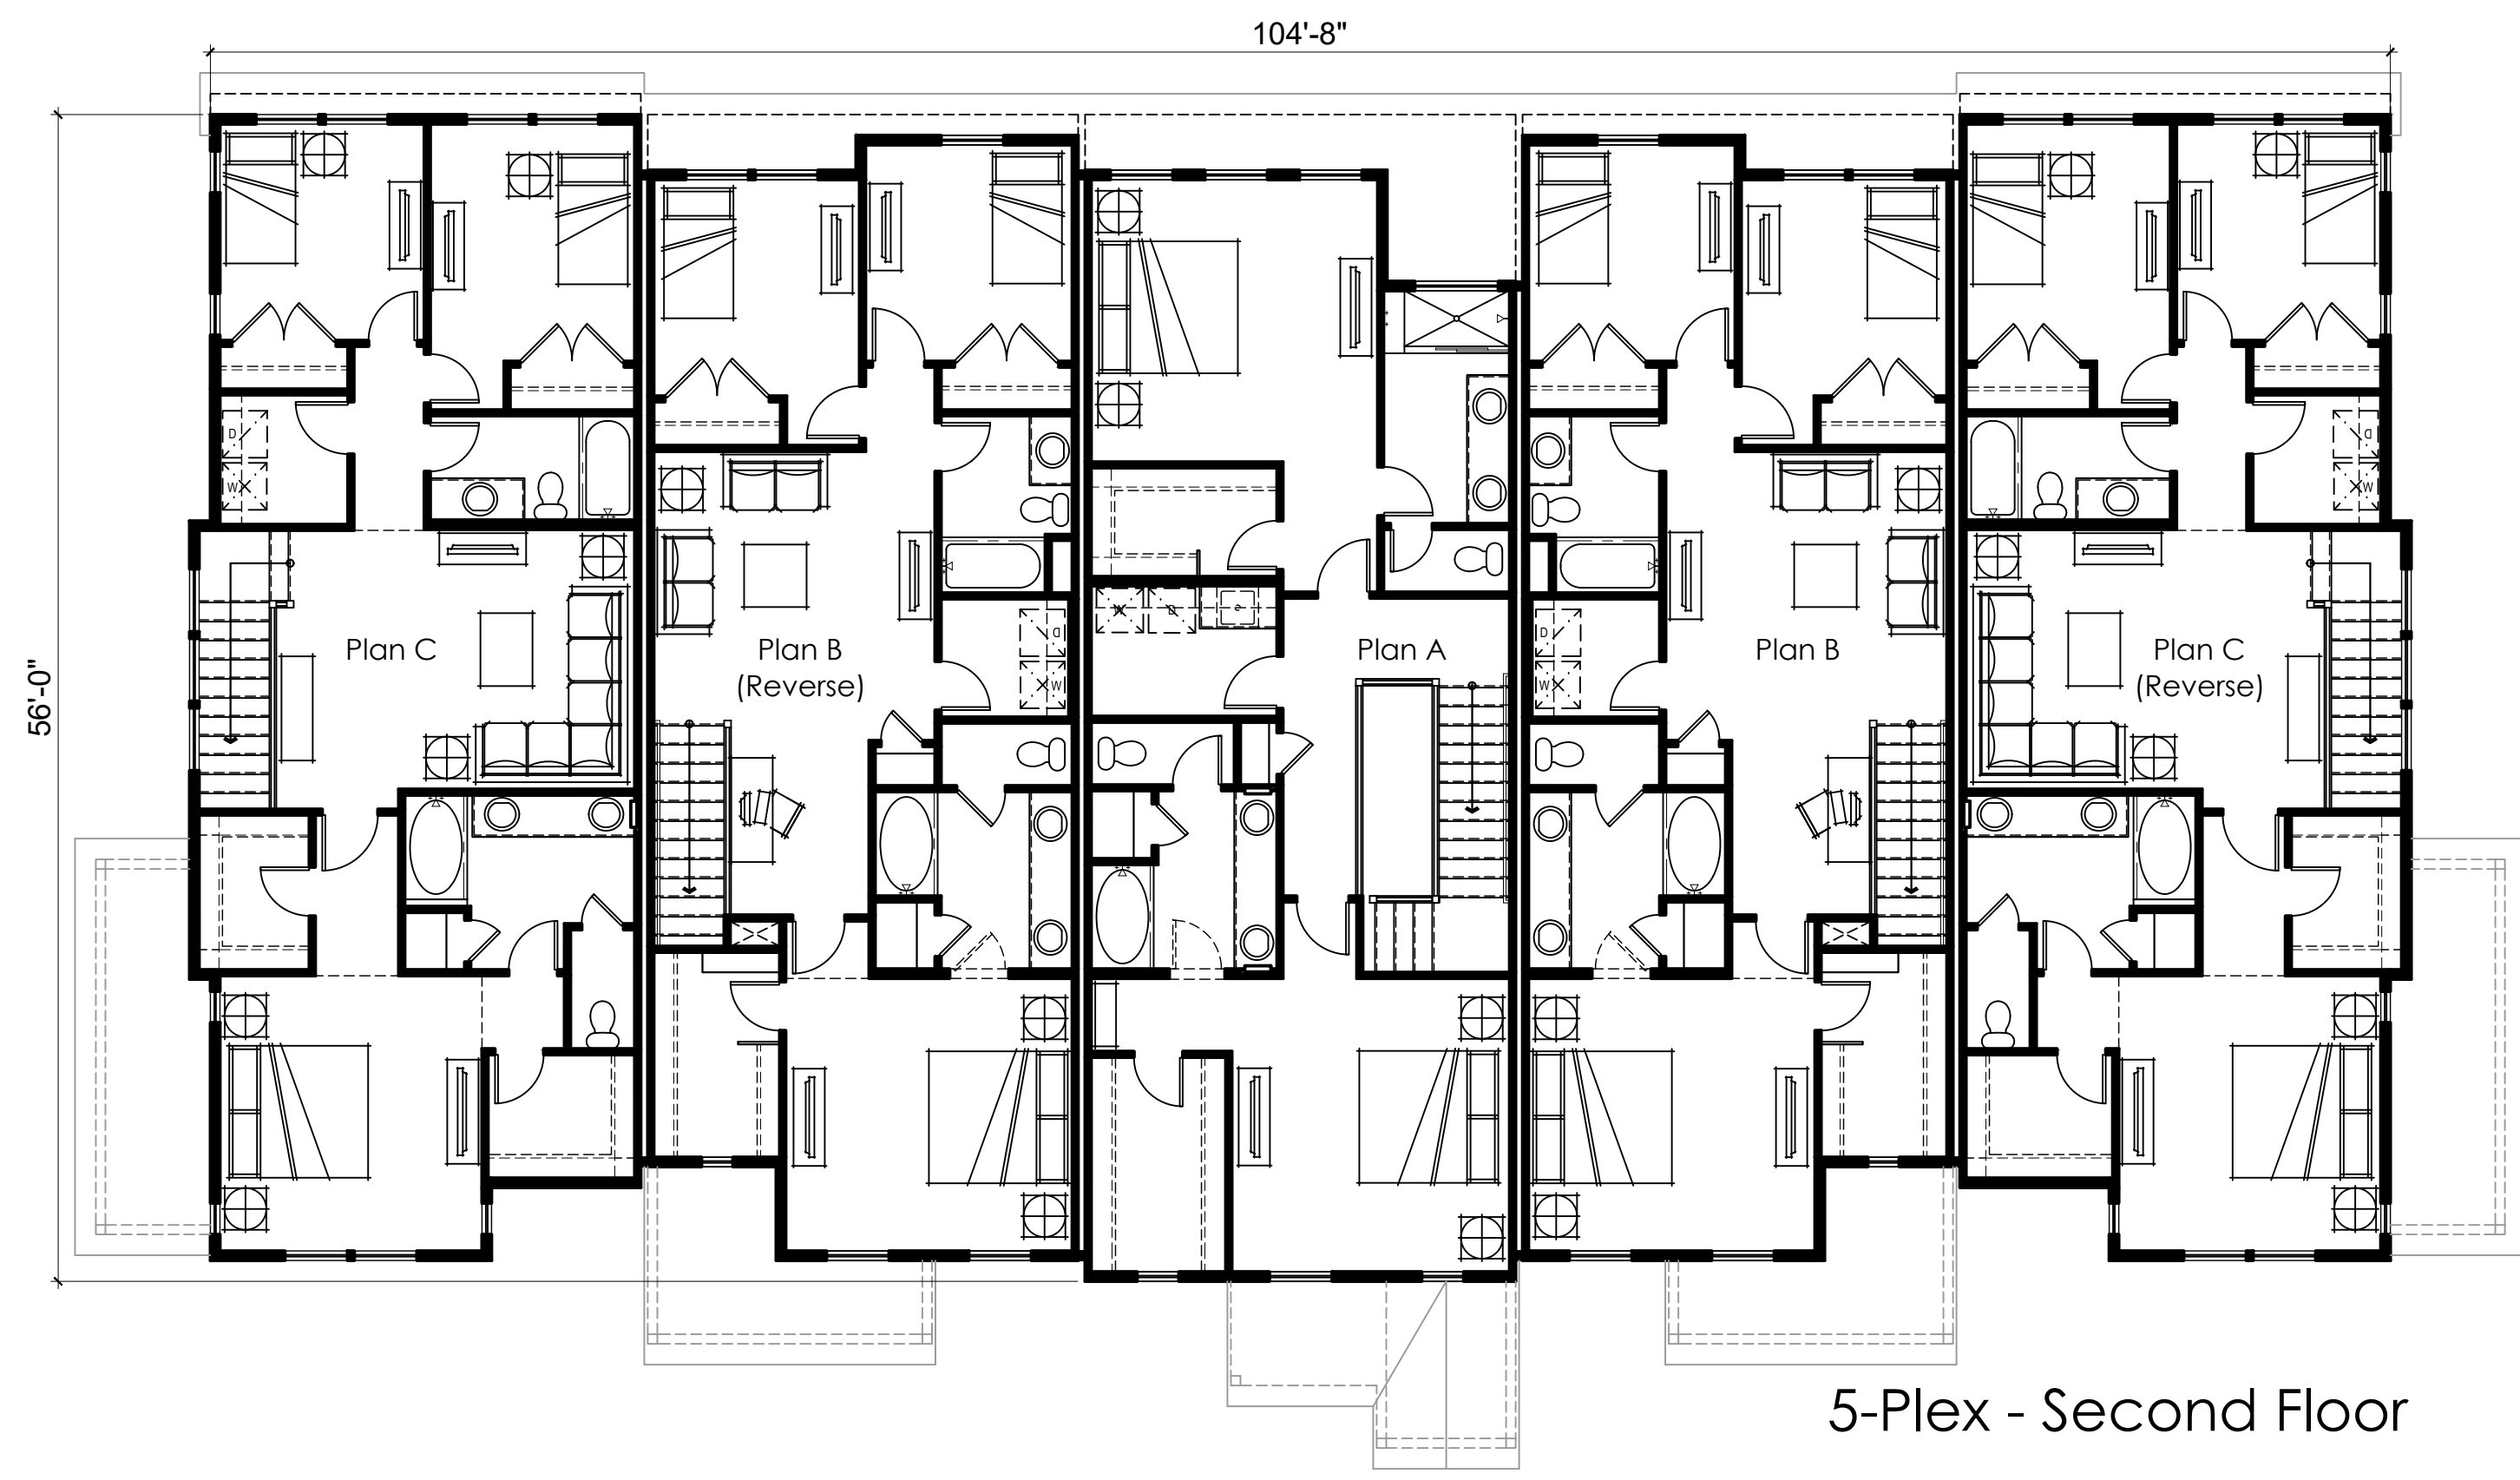 104'-8"
56'-0"
D
W
D
W
Plan C
Plan B
(Reverse)
D
W
W
D
Plan A
D
W
Plan B
Plan C
(Reverse)
5-Plex - Second Floor